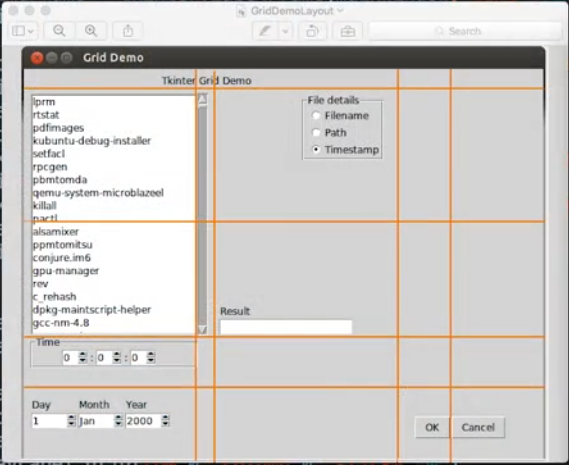 GridDemoLayout
Search
Grid Demo
Tkinter Grid Demo
lprm
rtstat
pdfimages
kubuntu-debug-installer
setfacl
rpcgen
pbmtomda
qemu-system-microblazeel
killall
pactl
alsamixer
ppmtomitsu
conjure.im6
gpu-manager
rev
c_rehash
dpkg-maintscript-helper
gcc-nm-4.8
File details
Filename
Path
Timestamp
Result
Time
0 : 0 : 0
Day Month Year
1 Jan 2000
OK Cancel